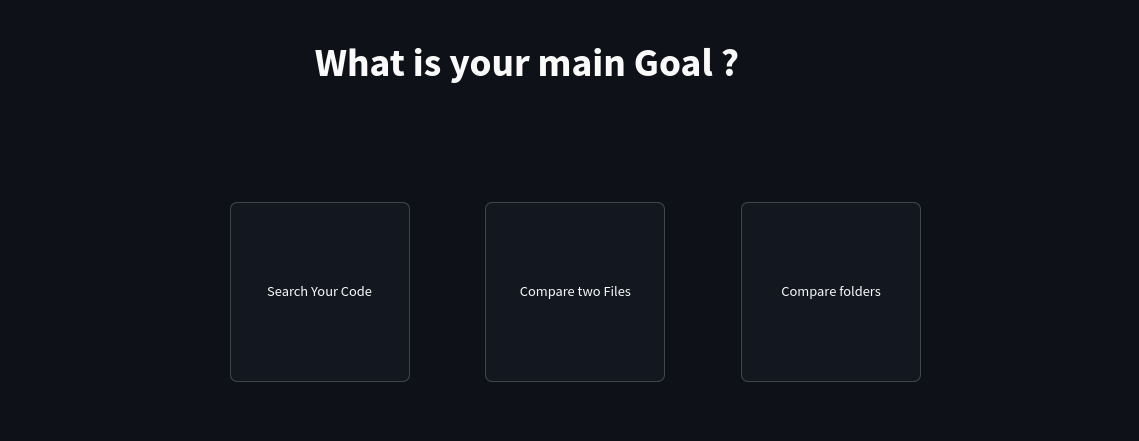 What is your main Goal ?
Search Your Code
Compare two Files
Compare folders